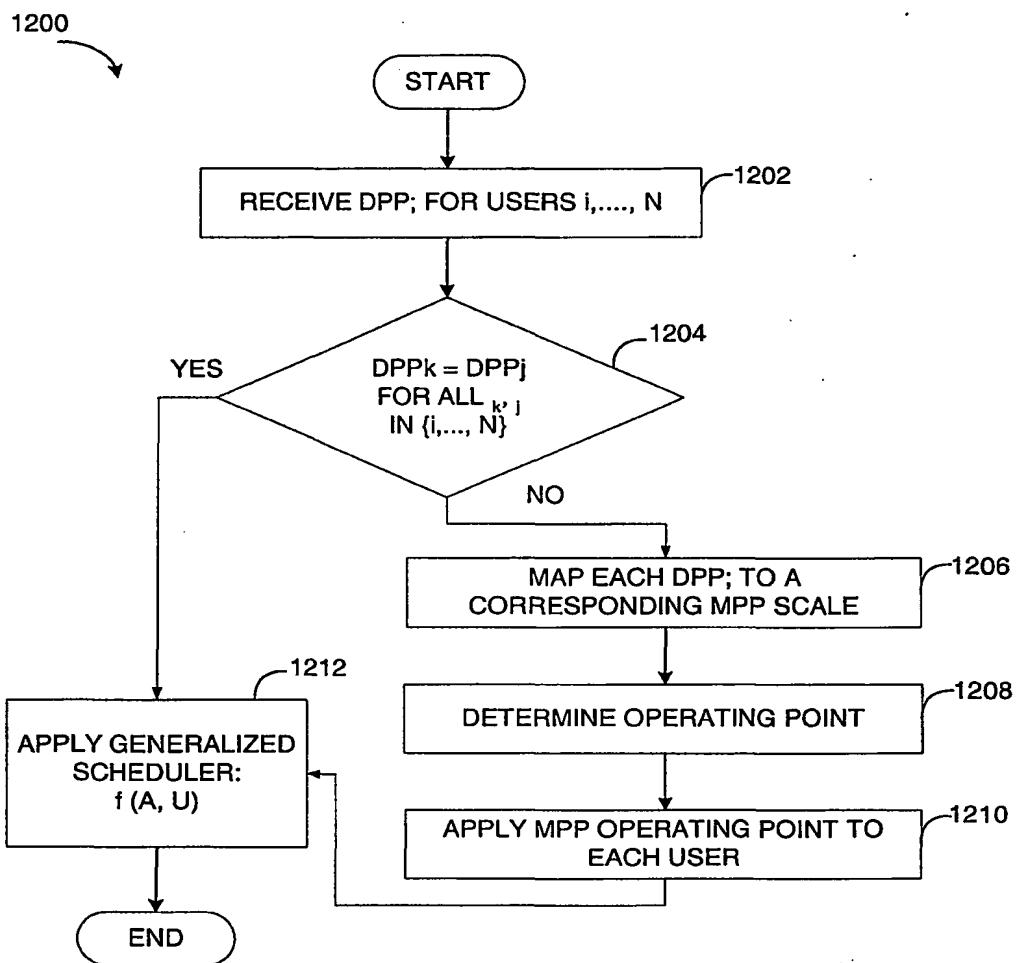 1200
START
RECEIVE DPP; FOR USERS i,...., N
1202
DPPk = DPPj
FOR ALL k, j
IN {i,..., N}
1204
YES
NO
MAP EACH DPP; TO A
CORRESPONDING MPP SCALE
1206
DETERMINE OPERATING POINT
1208
APPLY MPP OPERATING POINT TO
EACH USER
1210
1212
APPLY GENERALIZED
SCHEDULER:
f (A, U)
END